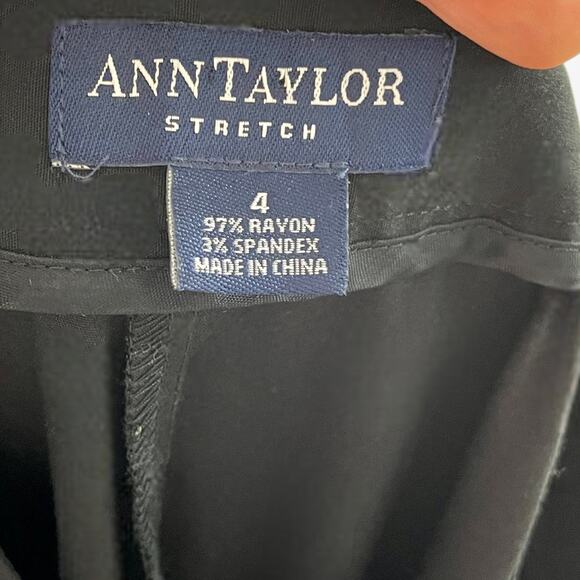 ANN TAYLOR
STRETCH
4
97% RAYON
3% SPANDEX
MADE IN CHINA